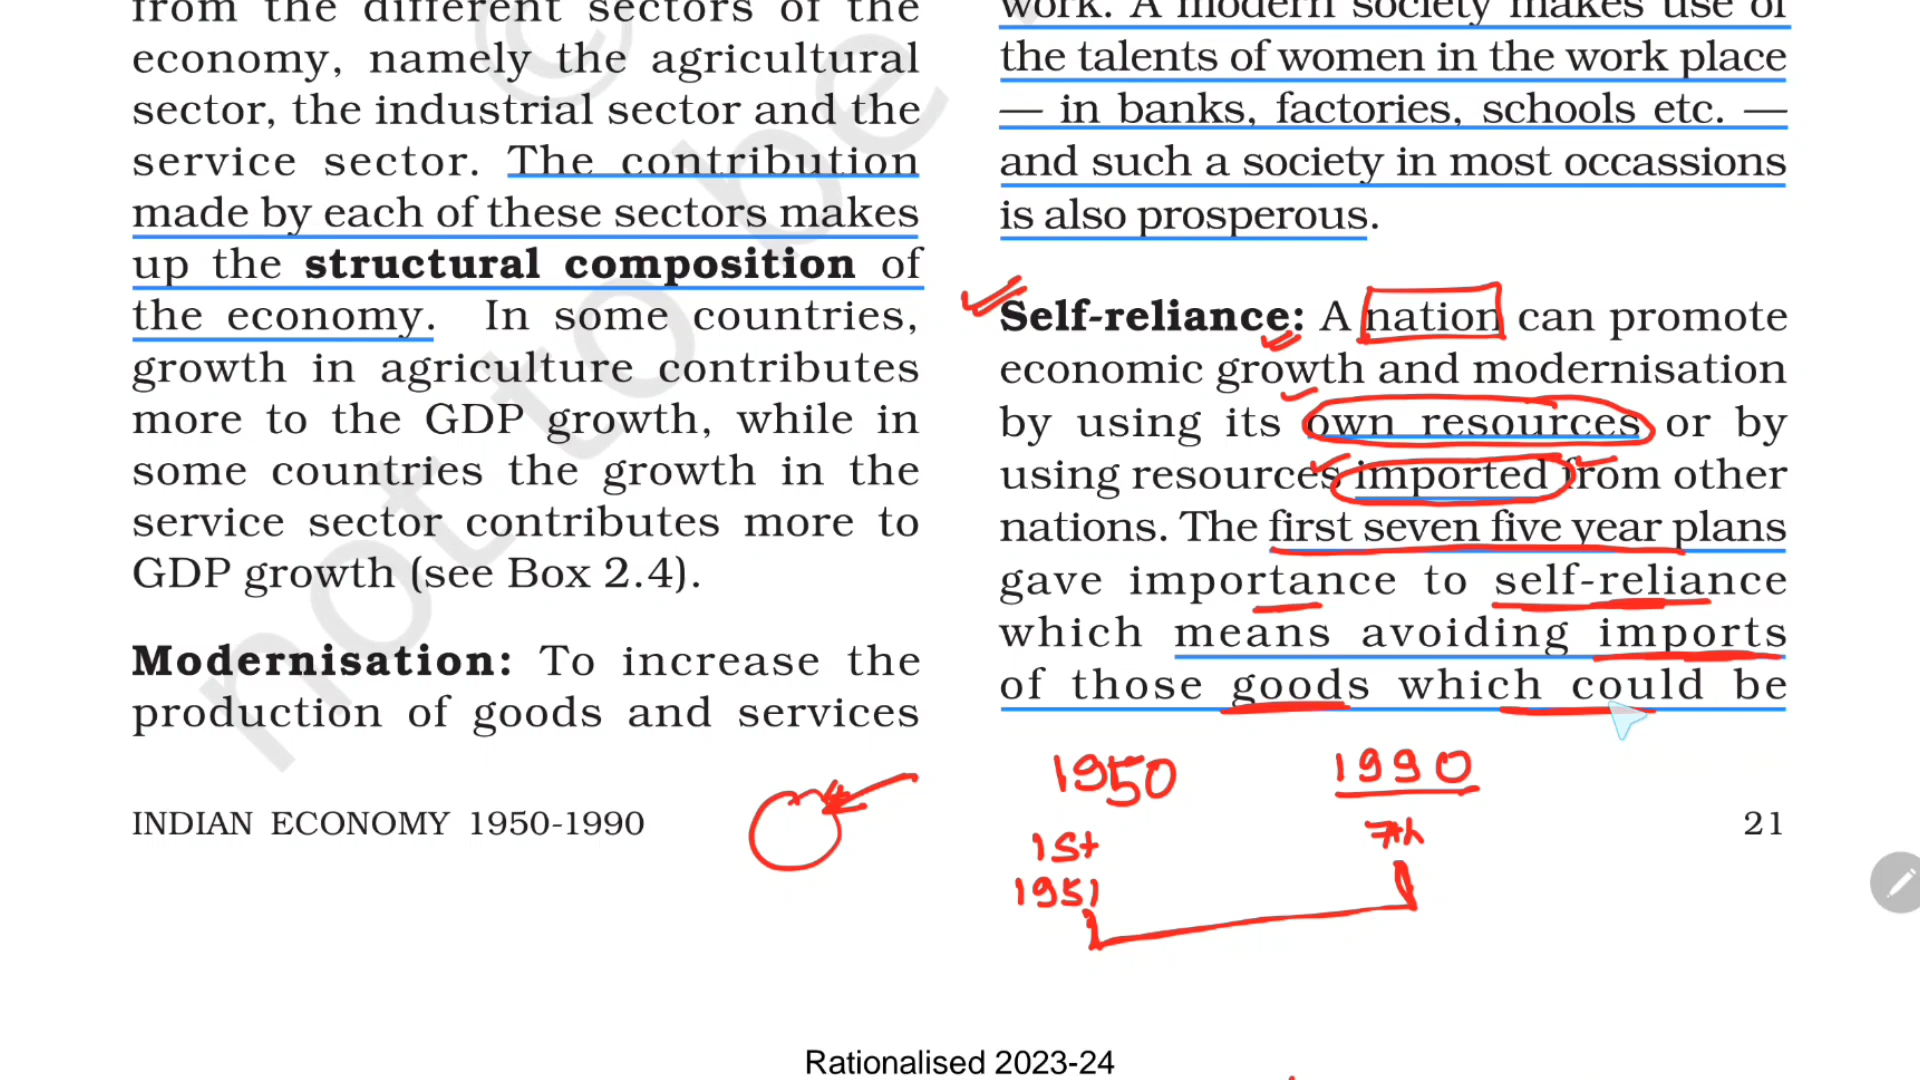 from the different sectors of the
economy, namely the agricultural
sector, the industrial sector and the
service sector. The contribution
made by each of these sectors makes
up the structural composition of
the economy. In some countries,
growth in agriculture contributes
more to the GDP growth, while in
some countries the growth in the
service sector contributes more to
GDP growth (see Box 2.4).
Modernisation: To increase the
production of goods and services
work. A modern society makes use of
the talents of women in the work place
— in banks, factories, schools etc. —
and such a society in most occassions
is also prosperous.
Self-reliance: A nation can promote
economic growth and modernisation
by using its own resources or by
using resources imported from other
nations. The first seven five year plans
gave importance to self-reliance
which means avoiding imports
of those goods which could be
1950 1990
1st 7th
1951
INDIAN ECONOMY 1950-1990
21
Rationalised 2023-24
not to be
©